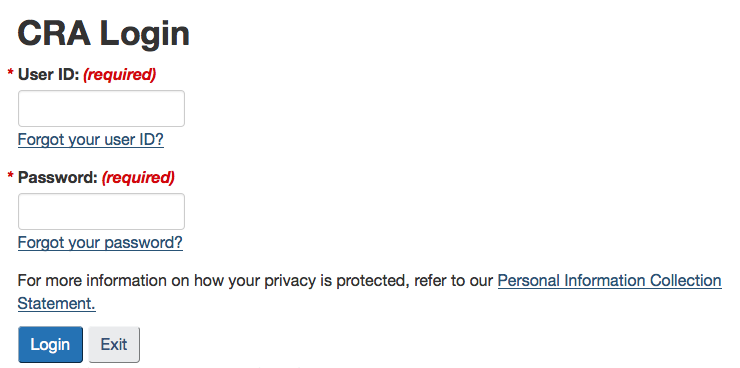 CRA Login
* User ID: (required)
Forgot your user ID?
* Password: (required)
Forgot your password?
For more information on how your privacy is protected, refer to our Personal Information Collection
Statement.
Login Exit